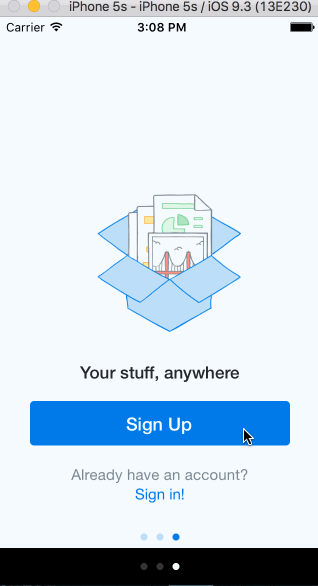 iPhone 5s - iPhone 5s / iOS 9.3 (13E230)
Carrier 3:08 PM
Your stuff, anywhere
Sign Up
Already have an account?
Sign in!